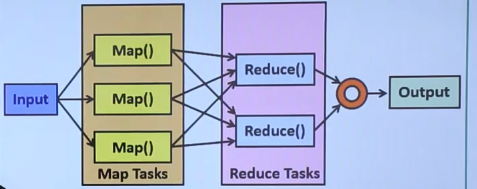 Input
Map()
Map()
Map()
Map Tasks
Reduce()
Reduce()
Reduce Tasks
Output